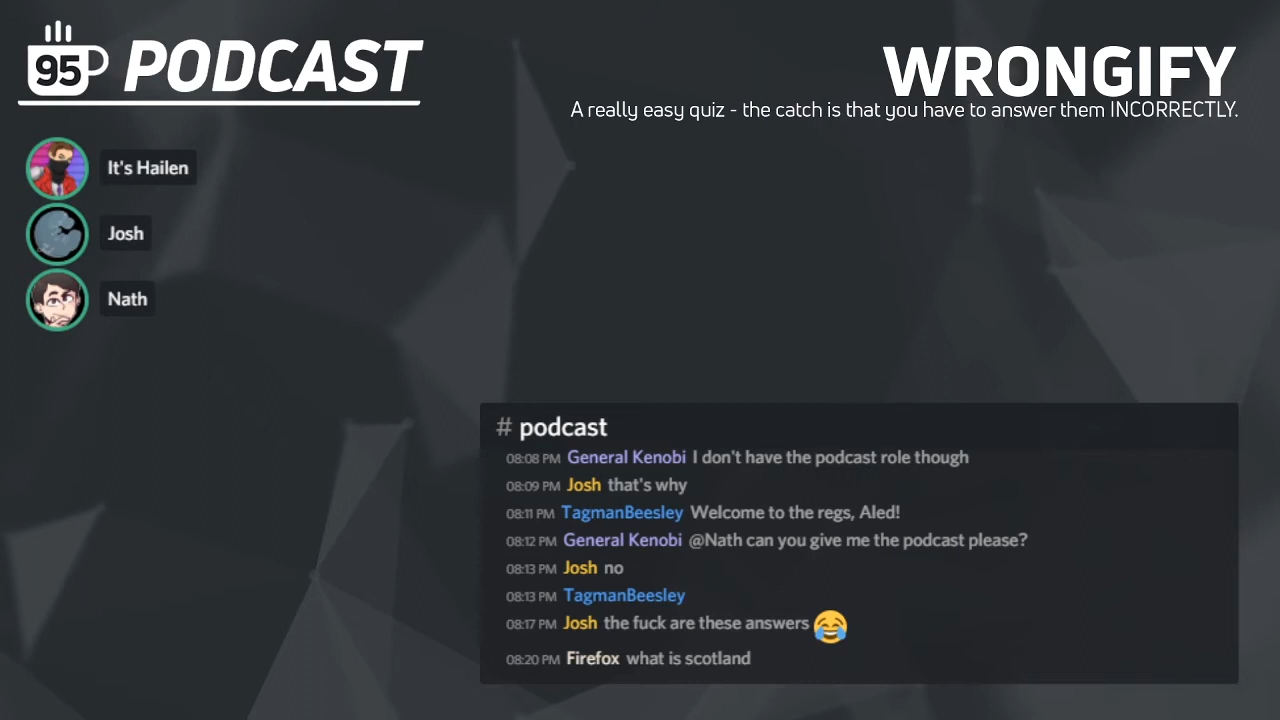 95 PODCAST
WRONGIFY
A really easy quiz - the catch is that you have to answer them INCORRECTLY.
It's Hailen
Josh
Nath
# podcast
08:08 PM General Kenobi I don't have the podcast role though
08:09 PM Josh that's why
08:11 PM TagmanBeesley Welcome to the regs, Aled!
08:12 PM General Kenobi @Nath can you give me the podcast please?
08:13 PM Josh no
08:13 PM TagmanBeesley
08:17 PM Josh the fuck are these answers 😂
08:20 PM Firefox what is scotland